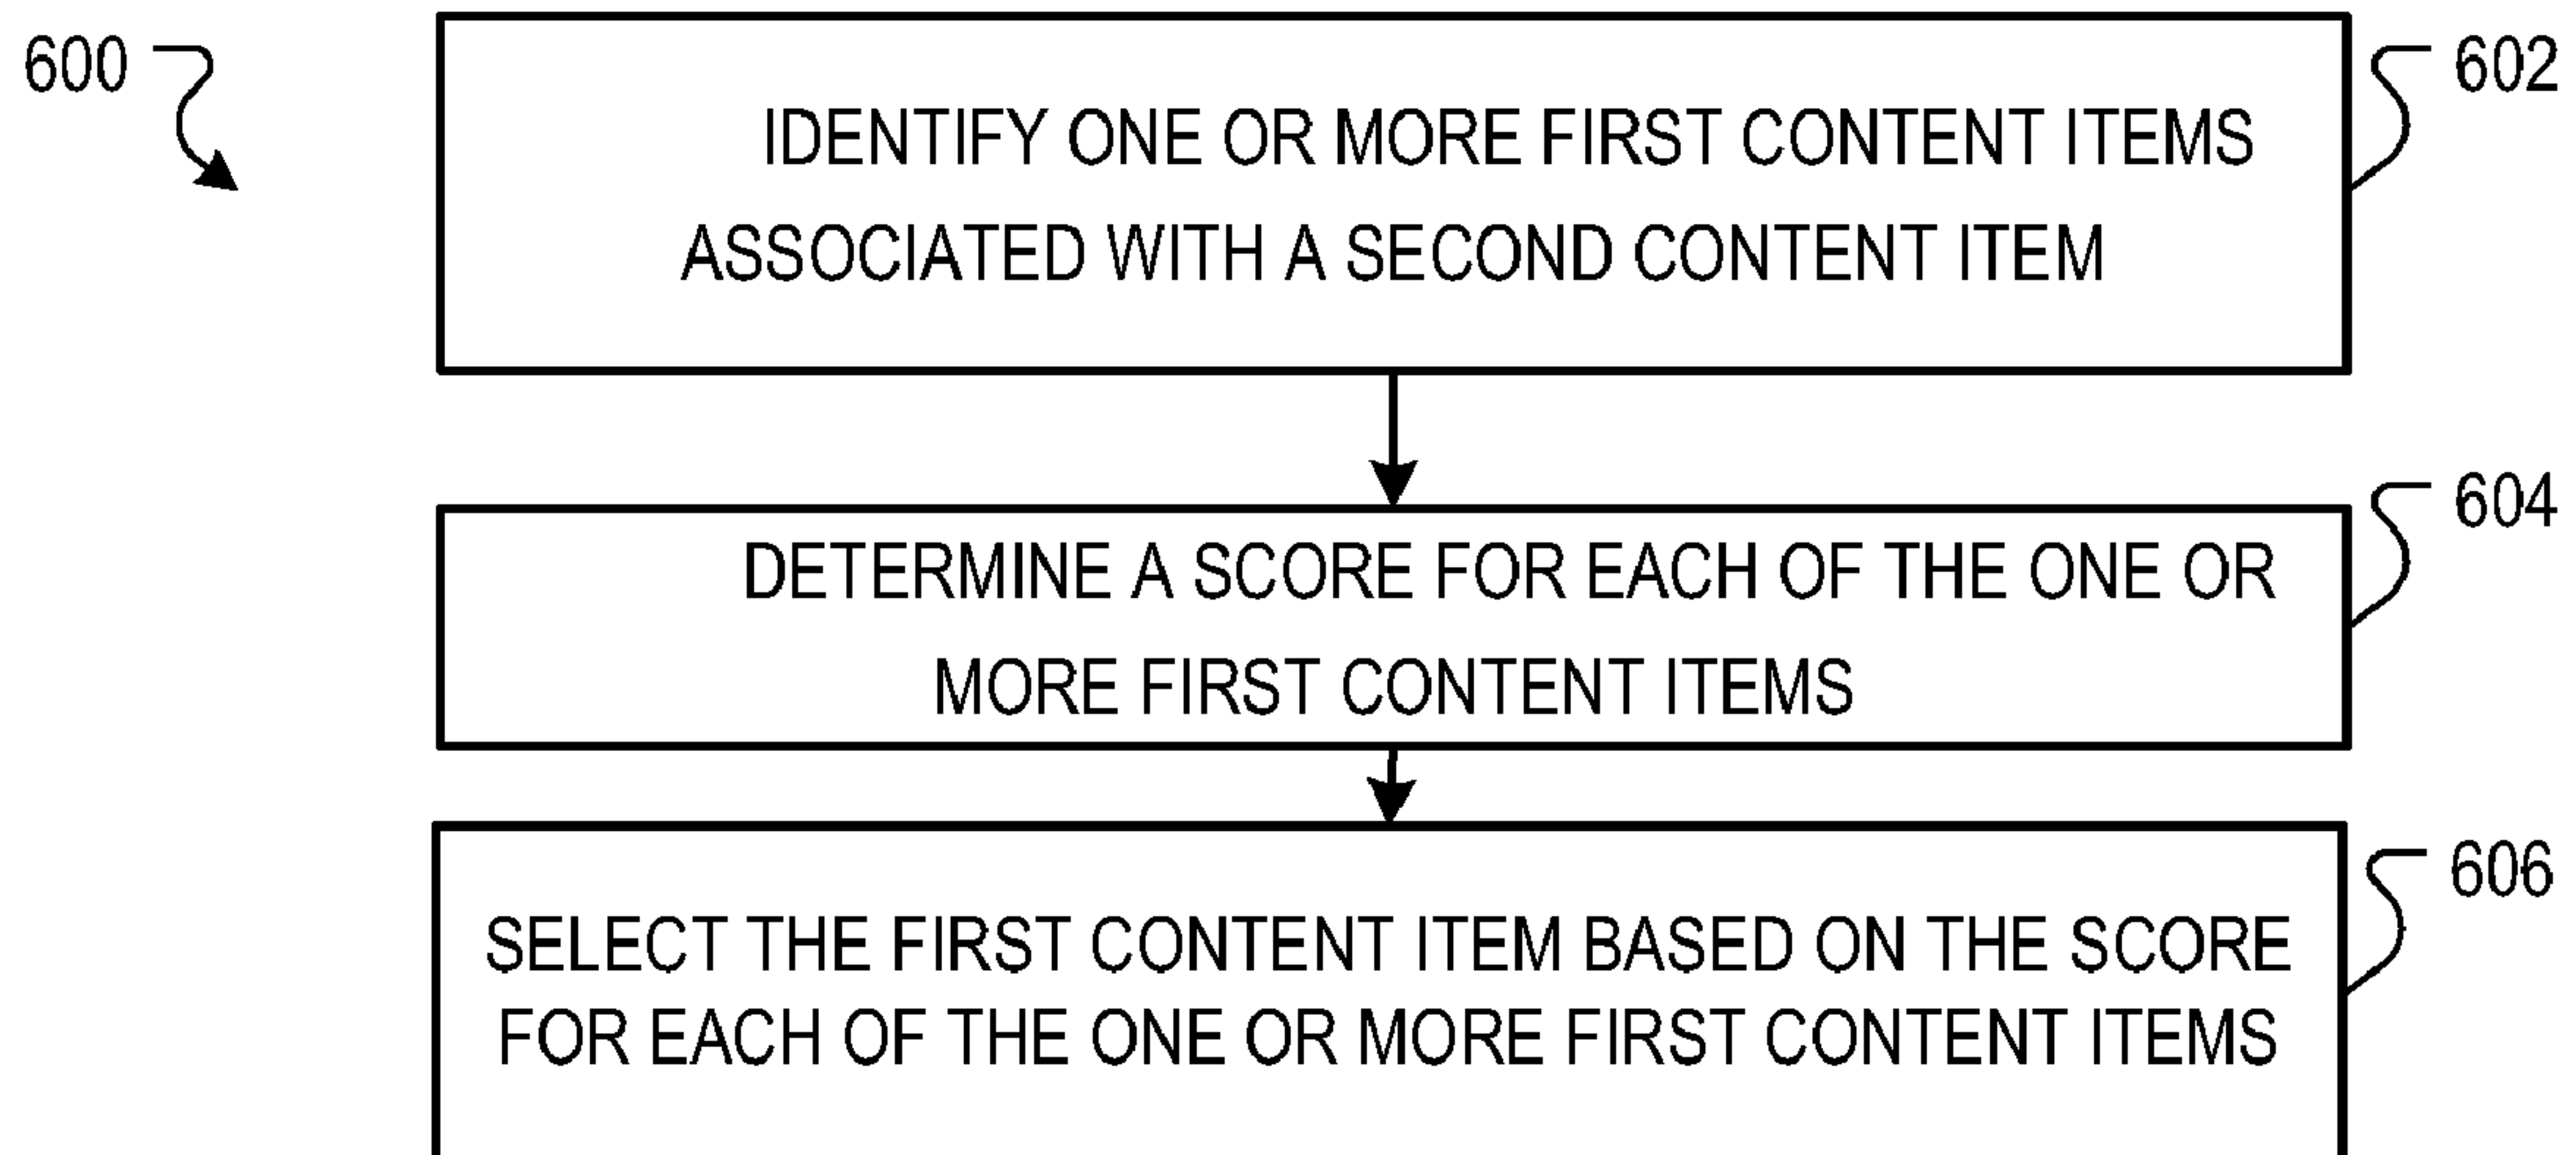 600
602
IDENTIFY ONE OR MORE FIRST CONTENT ITEMS
ASSOCIATED WITH A SECOND CONTENT ITEM
604
DETERMINE A SCORE FOR EACH OF THE ONE OR
MORE FIRST CONTENT ITEMS
606
SELECT THE FIRST CONTENT ITEM BASED ON THE SCORE
FOR EACH OF THE ONE OR MORE FIRST CONTENT ITEMS